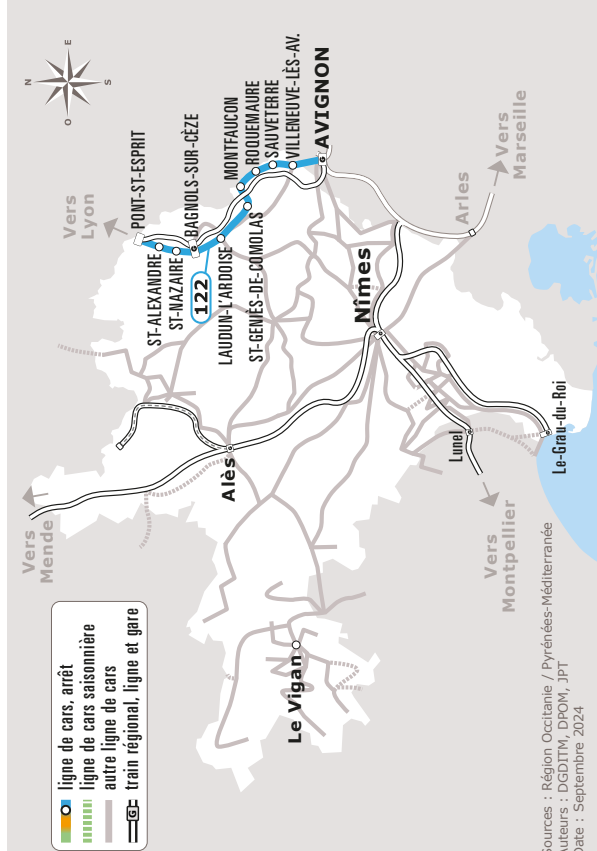 ligne de cars, arrêt
ligne de cars saisonnière
autre ligne de cars
G
train régional, ligne et gare
N
E
S
O
Vers
Mende
Vers
Lyon
PONT-ST-ESPRIT
ST-ALEXANDRE
ST-NAZAIRE
BAGNOLS-SUR-CÈZE
122
LAUDUN-L'ARDOISE
ST-GENIÈS-DE-COMOLAS
MONTFAUCON
ROQUEMAURE
SAUVETERRE
VILLENEUVE-LÈS-AV.
AVIGNON
Alès
Le Vigan
Nîmes
Arles
Vers
Marseille
Lunel
Le-Grau-du-Roi
Vers
Montpellier
Sources : Région Occitanie / Pyrénées-Méditerranée
Auteurs : DGDITM, DPOM, JPT
Date : Septembre 2024